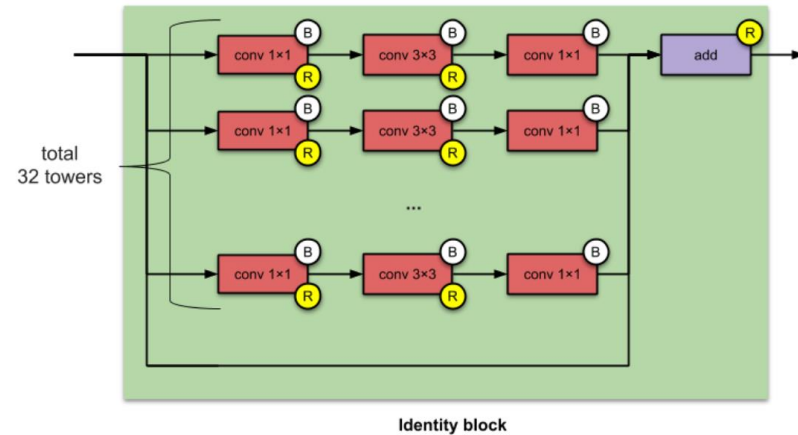 B B B R
conv 1×1 conv 3×3 conv 1×1 add
R R
B B B
conv 1×1 conv 3×3 conv 1×1
R R
total
32 towers
...
B B B
conv 1×1 conv 3×3 conv 1×1
R R
Identity block